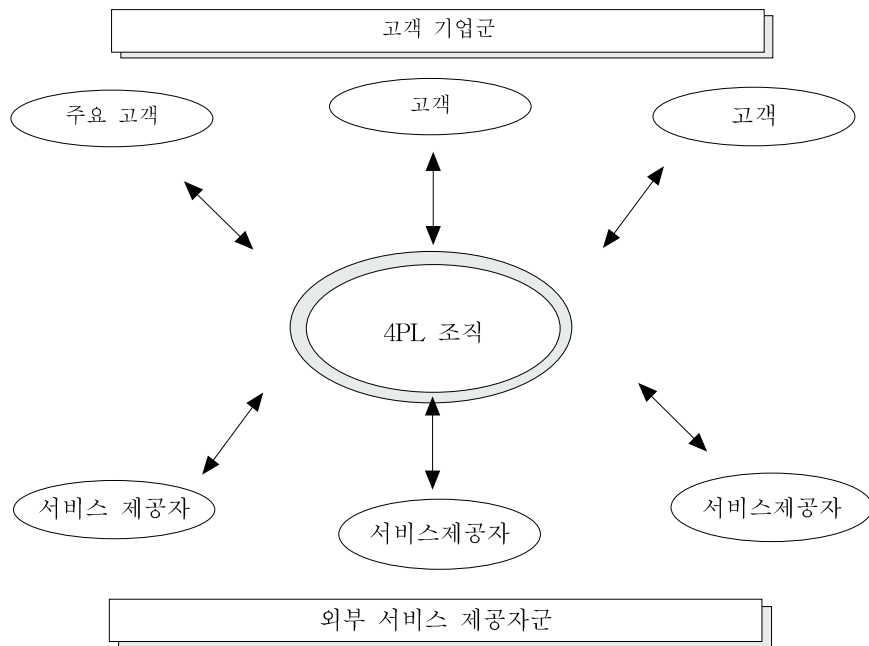 고객 기업군
주요 고객
고객
고객
4PL 조직
서비스 제공자
서비스제공자
서비스제공자
외부 서비스 제공자군